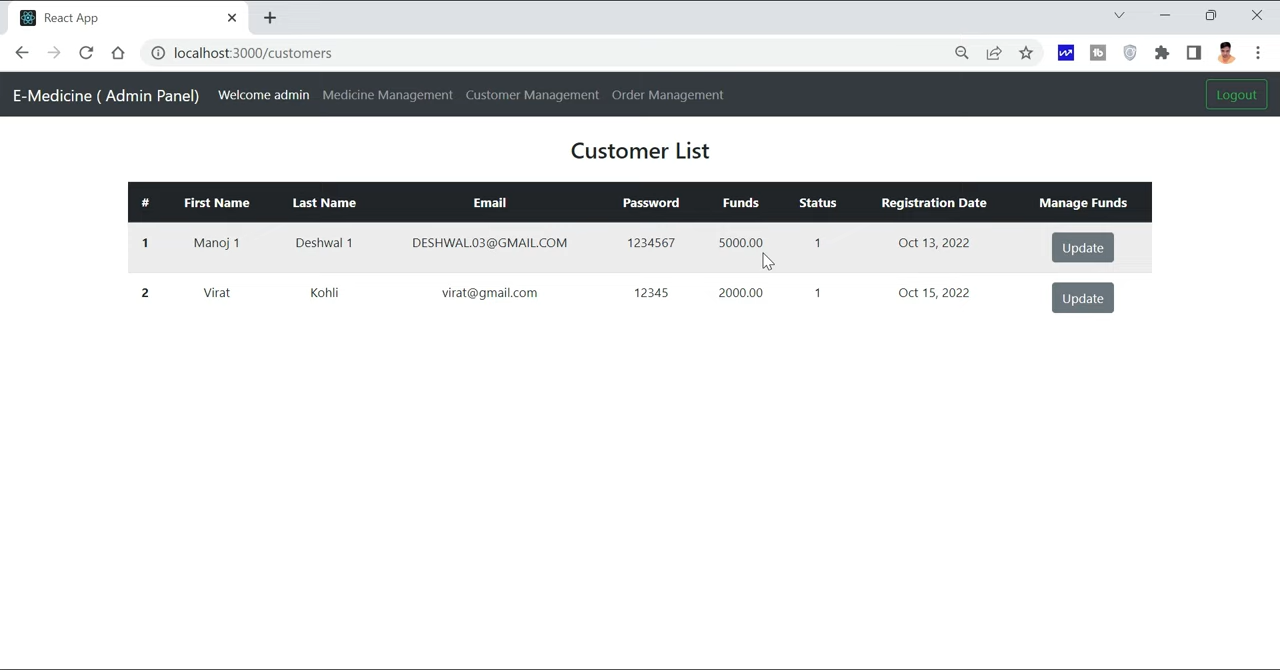 React App
localhost:3000/customers
E-Medicine ( Admin Panel) Welcome admin Medicine Management Customer Management Order Management Logout
Customer List
# First Name Last Name Email Password Funds Status Registration Date Manage Funds
1 Manoj 1 Deshwal 1 DESHWAL.03@GMAIL.COM 1234567 5000.00 1 Oct 13, 2022 Update
2 Virat Kohli virat@gmail.com 12345 2000.00 1 Oct 15, 2022 Update